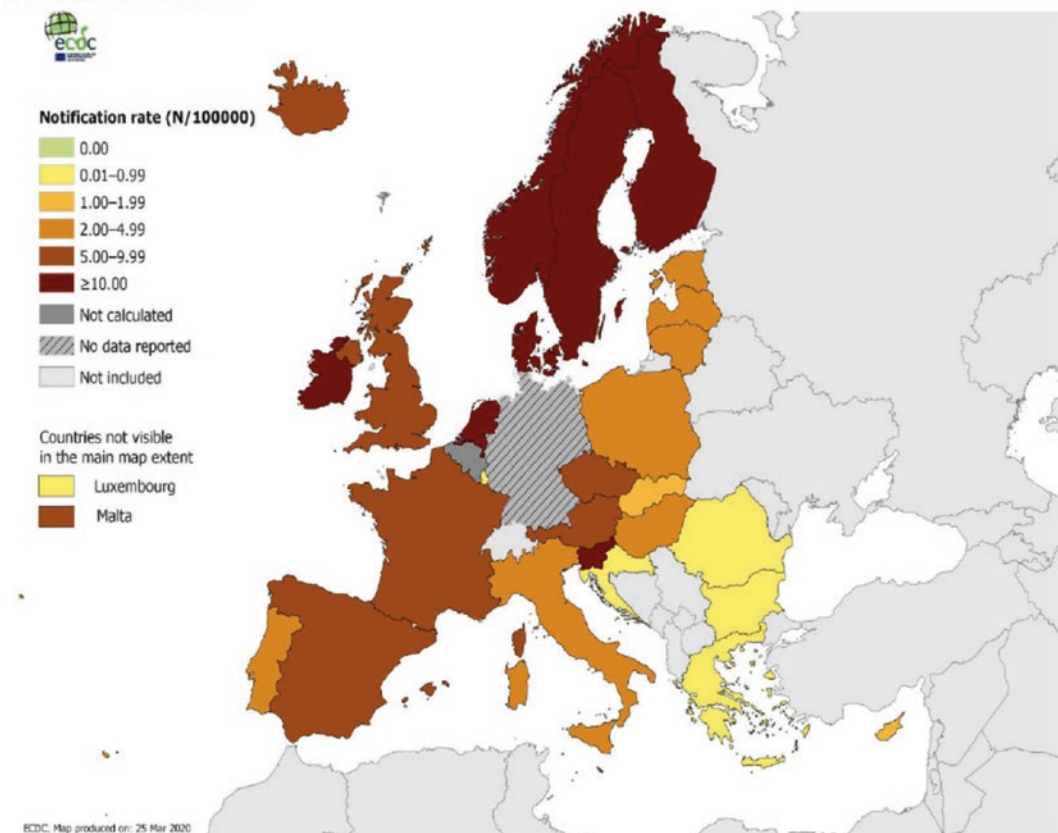 ecdc
Notification rate (N/100000)
0.00
0.01–0.99
1.00–1.99
2.00–4.99
5.00–9.99
≥10.00
Not calculated
No data reported
Not included
Countries not visible
in the main map extent
Luxembourg
Malta
ECDC. Map produced on: 25 Mar 2020